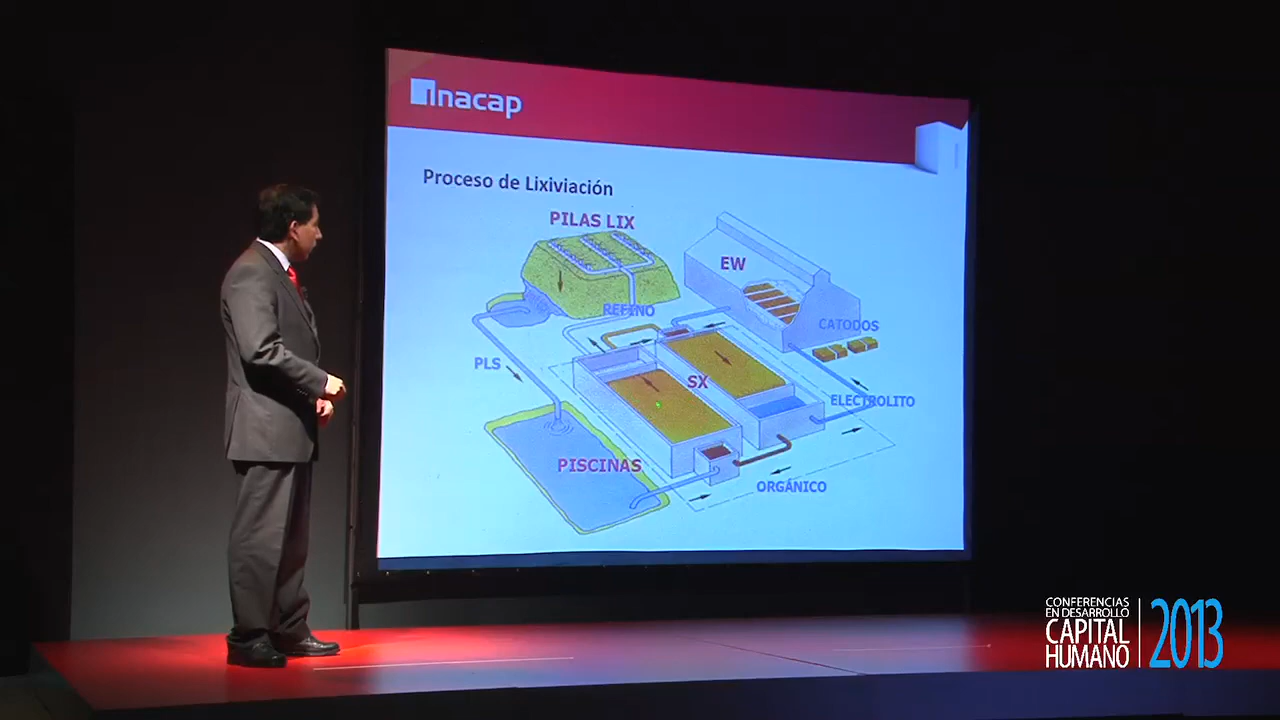 Inacap
Proceso de Lixiviación
PILAS LIX
EW
REFINO
CATODOS
PLS
SX
ELECTROLITO
PISCINAS
ORGÁNICO
CONFERENCIAS
EN DESARROLLO
CAPITAL
HUMANO
2013